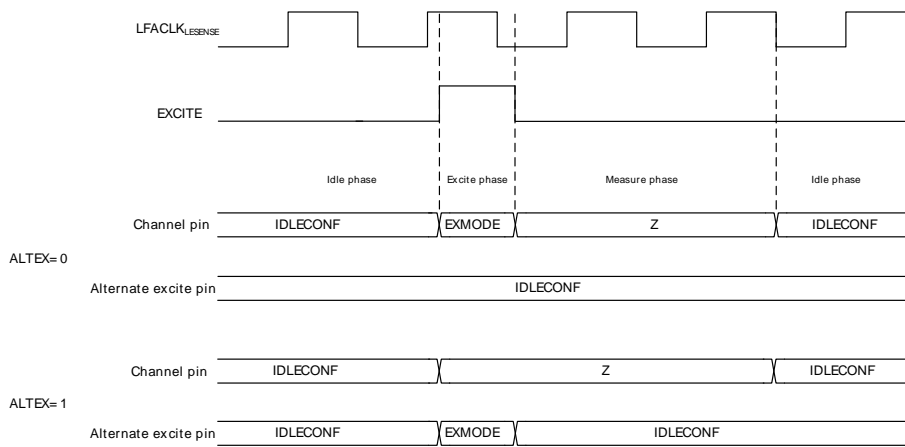 LFACLKLESENSE
EXCITE
Idle phase Excite phase Measure phase Idle phase
Channel pin IDLECONF EXMODE Z IDLECONF
ALTEX= 0
Alternate excite pin IDLECONF
Channel pin IDLECONF Z IDLECONF
ALTEX= 1
Alternate excite pin IDLECONF EXMODE IDLECONF